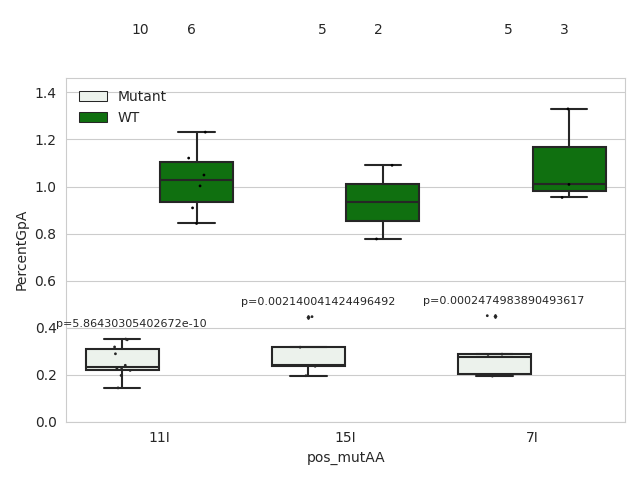 10 6 5 2 5 3
1.4
Mutant
WT
1.2
1.0
0.8
0.6
0.4
0.2
0.0
PercentGpA
p=5.86430305402672e-10
p=0.002140041424496492
p=0.0002474983890493617
11I 15I 7I
pos_mutAA